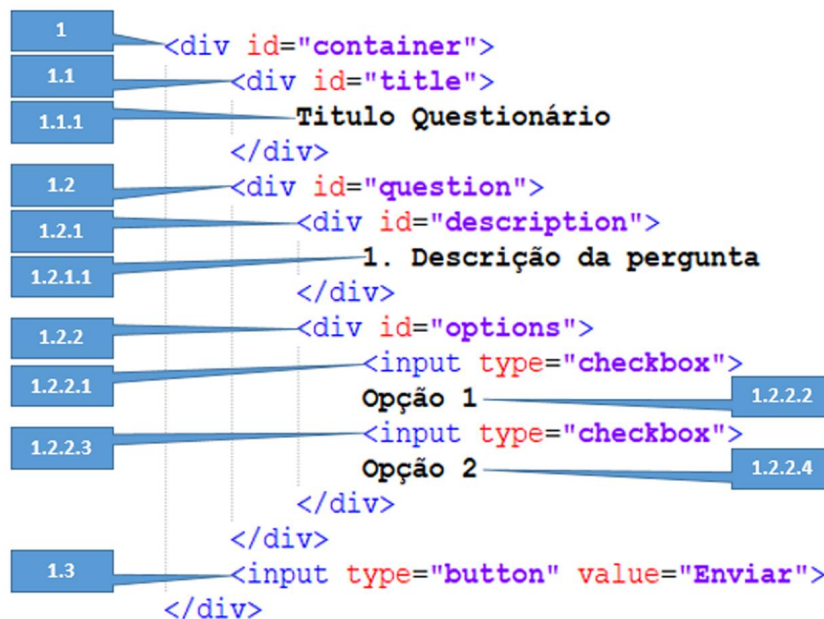 1 <div id="container">
1.1 <div id="title">
1.1.1 Titulo Questionário
</div>
1.2 <div id="question">
1.2.1 <div id="description">
1.2.1.1 1. Descrição da pergunta
</div>
1.2.2 <div id="options">
1.2.2.1 <input type="checkbox">
Opção 1 1.2.2.2
1.2.2.3 <input type="checkbox">
Opção 2 1.2.2.4
</div>
</div>
1.3 <input type="button" value="Enviar">
</div>